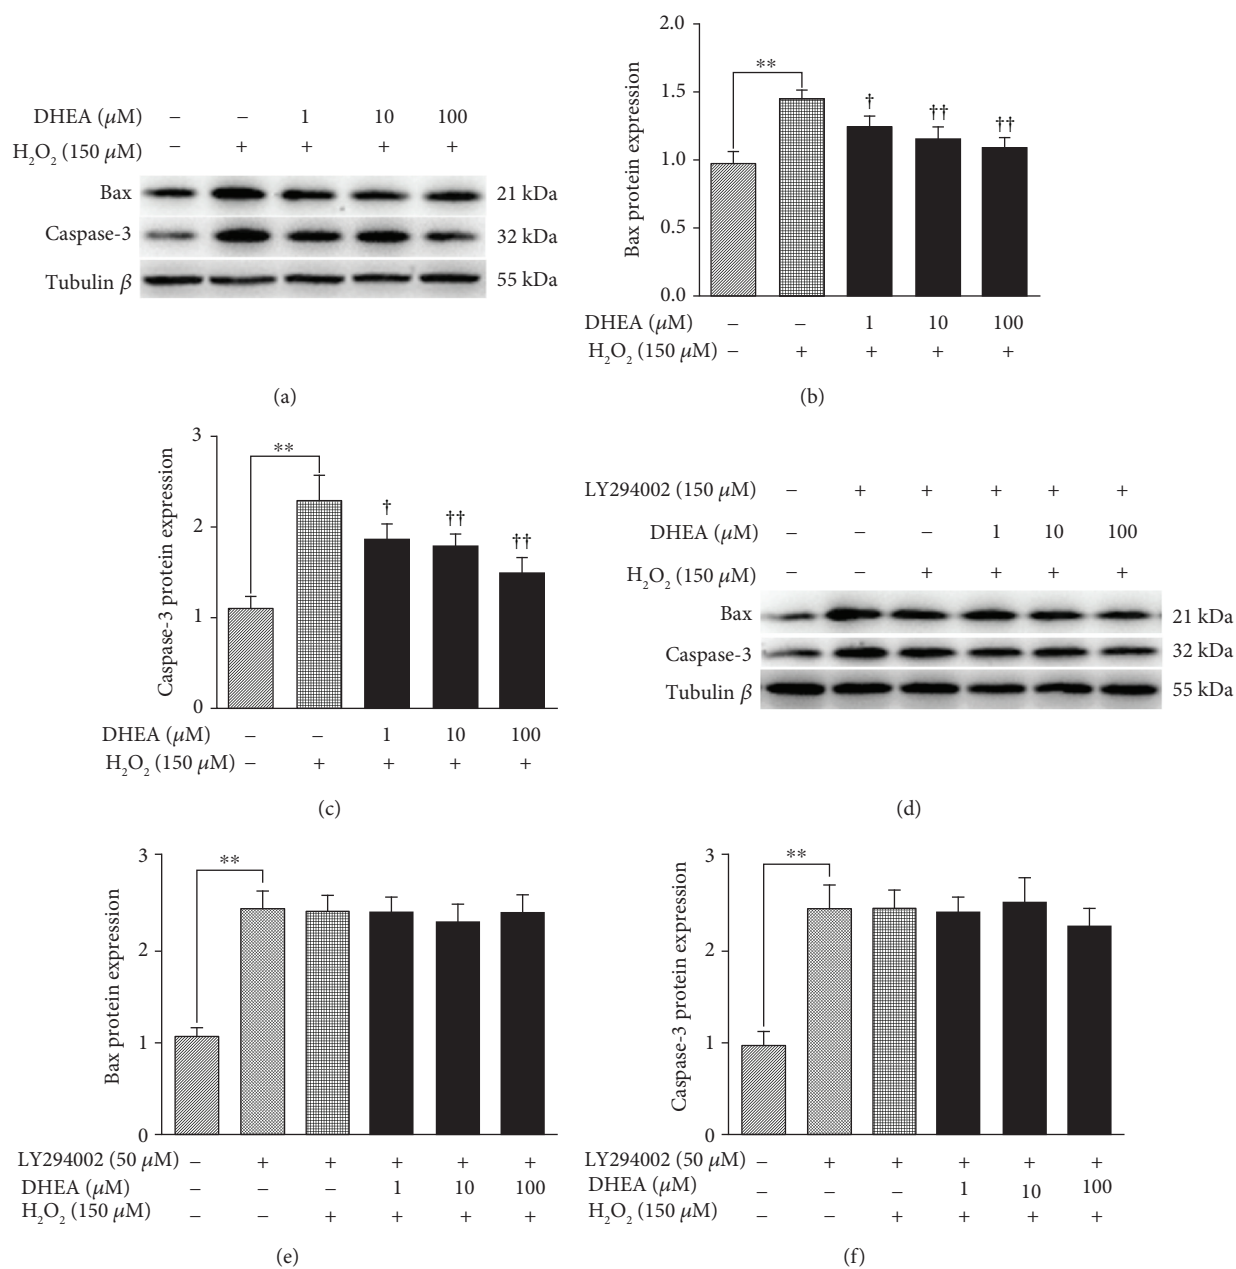 DHEA (μM) – – 1 10 100
H₂O₂ (150 μM) – + + + +
Bax 21 kDa
Caspase-3 32 kDa
Tubulin β 55 kDa
(a)
Bax protein expression
2.0
1.5
1.0
0.5
0.0
**
†
††
††
DHEA (μM) – – 1 10 100
H₂O₂ (150 μM) – + + + +
(b)
Caspase-3 protein expression
3
2
1
0
**
†
††
††
DHEA (μM) – – 1 10 100
H₂O₂ (150 μM) – + + + +
(c)
LY294002 (150 μM) – + + + + +
DHEA (μM) – – – 1 10 100
H₂O₂ (150 μM) – – + + + +
Bax 21 kDa
Caspase-3 32 kDa
Tubulin β 55 kDa
(d)
Bax protein expression
3
2
1
0
**
LY294002 (50 μM) – + + + + +
DHEA (μM) – – – 1 10 100
H₂O₂ (150 μM) – – + + + +
(e)
Caspase-3 protein expression
3
2
1
0
**
LY294002 (50 μM) – + + + + +
DHEA (μM) – – – 1 10 100
H₂O₂ (150 μM) – – + + + +
(f)